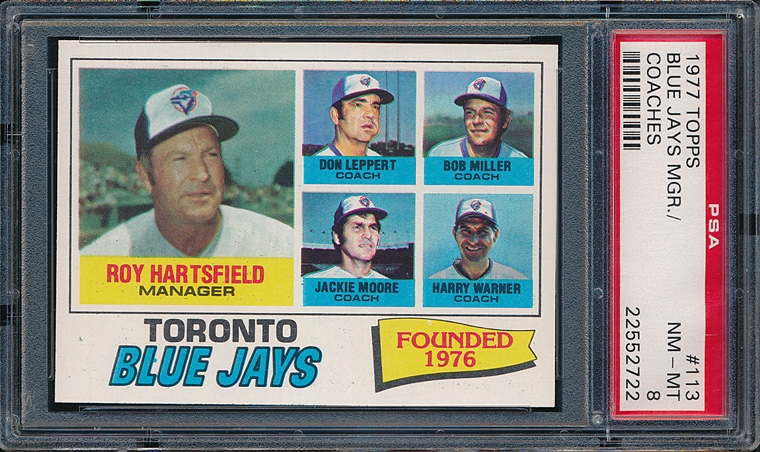 ROY HARTSFIELD
MANAGER
DON LEPPERT
COACH
BOB MILLER
COACH
JACKIE MOORE
COACH
HARRY WARNER
COACH
TORONTO
BLUE JAYS
FOUNDED
1976
1977 TOPPS
BLUE JAYS MGR./
COACHES
PSA
#113
NM-MT 8
22552722